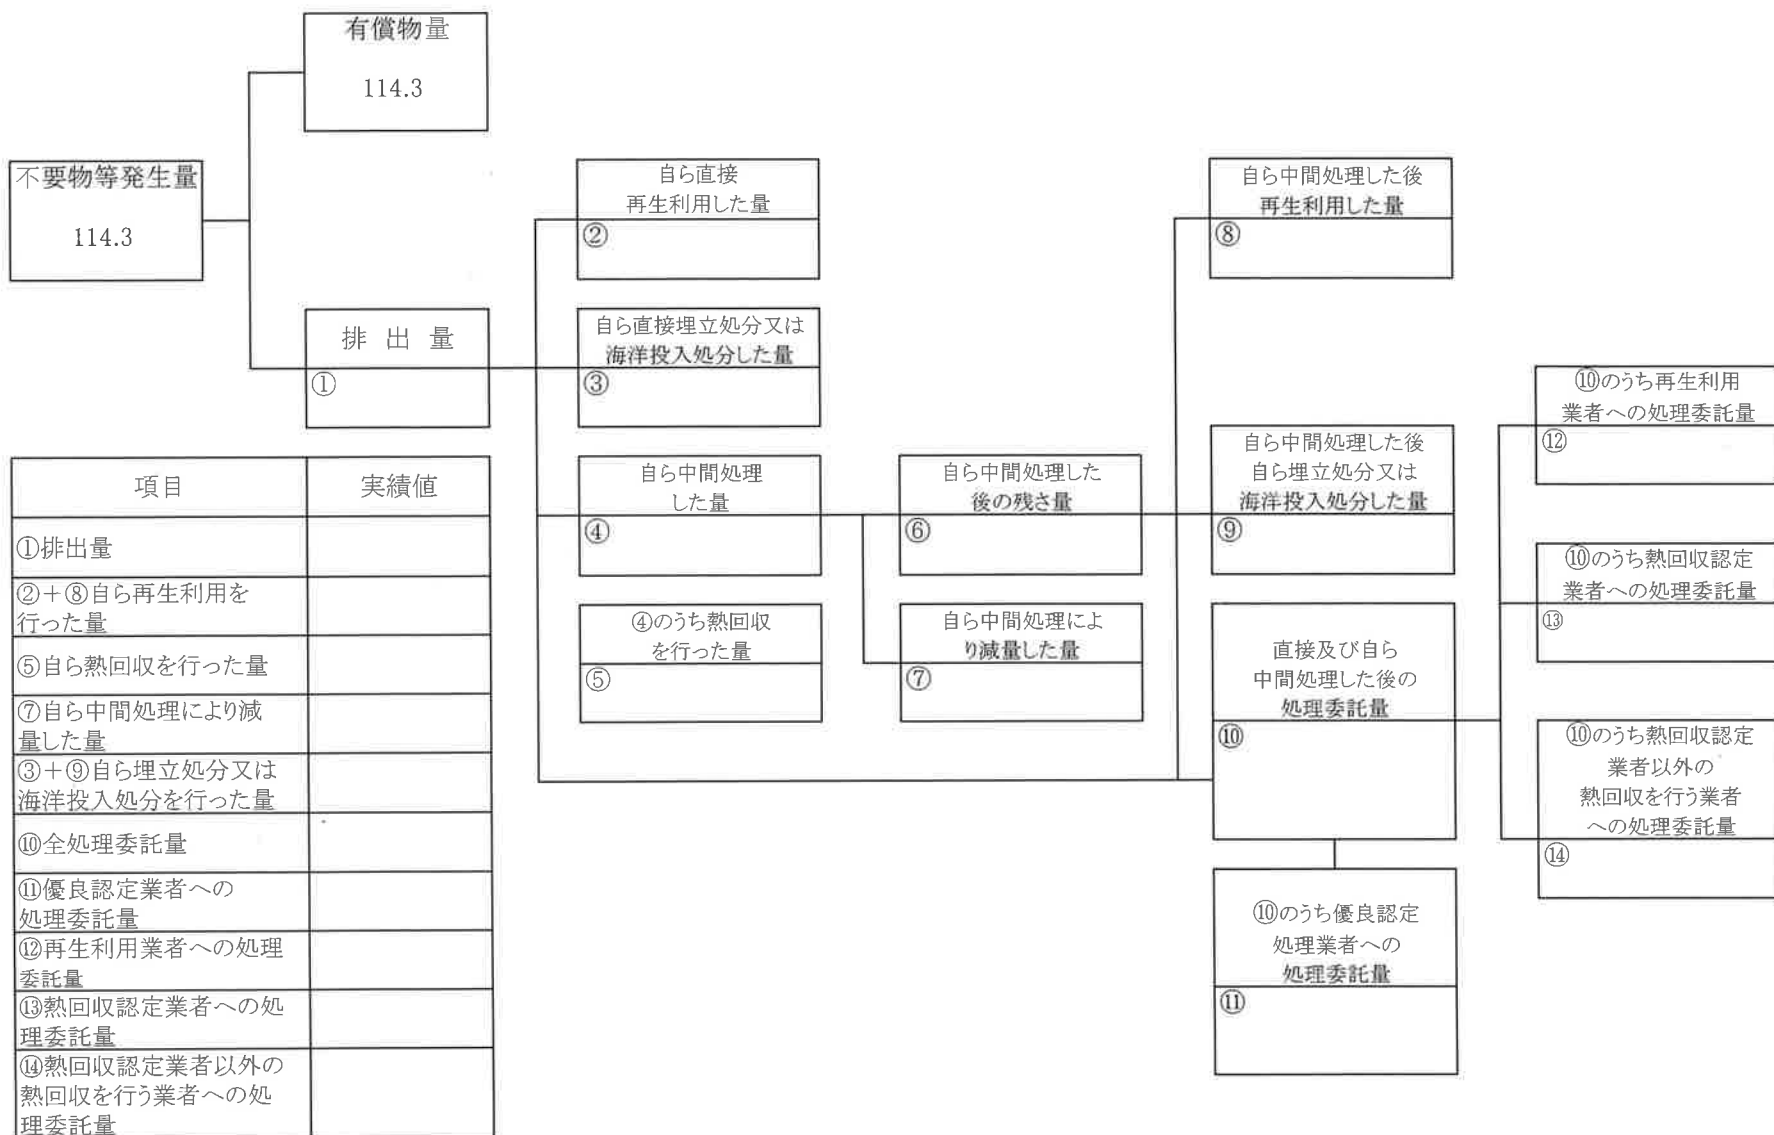 有償物量
114.3
不要物等発生量
114.3
排 出 量
①
自ら直接
再生利用した量
②
自ら直接埋立処分又は
海洋投入処分した量
③
自ら中間処理
した量
④
④のうち熱回収
を行った量
⑤
自ら中間処理した
後の残さ量
⑥
自ら中間処理によ
り減量した量
⑦
自ら中間処理した後
再生利用した量
⑧
自ら中間処理した後
自ら埋立処分又は
海洋投入処分した量
⑨
直接及び自ら
中間処理した後の
処理委託量
⑩
⑩のうち優良認定
処理業者への
処理委託量
⑪
⑩のうち再生利用
業者への処理委託量
⑫
⑩のうち熱回収認定
業者への処理委託量
⑬
⑩のうち熱回収認定
業者以外の
熱回収を行う業者
への処理委託量
⑭
項目 実績値
①排出量
②+⑧自ら再生利用を
行った量
⑤自ら熱回収を行った量
⑦自ら中間処理により減
量した量
③+⑨自ら埋立処分又は
海洋投入処分を行った量
⑩全処理委託量
⑪優良認定業者への
処理委託量
⑫再生利用業者への処理
委託量
⑬熱回収認定業者への処
理委託量
⑭熱回収認定業者以外の
熱回収を行う業者への処
理委託量